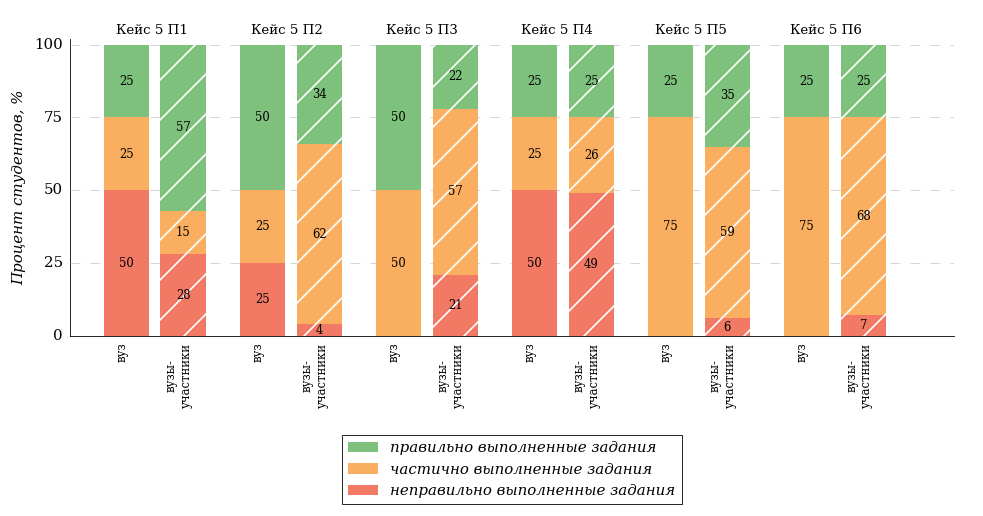 Кейс 5 П1 Кейс 5 П2 Кейс 5 П3 Кейс 5 П4 Кейс 5 П5 Кейс 5 П6
Процент студентов, %
100
75
50
25
0
25 25 50
57 15 28
50 25 25
34 62 4
50 50
22 57 21
25 25 50
25 26 49
25 75
35 59 6
25 75
25 68 7
вуз
вузы-
участники
вуз
вузы-
участники
вуз
вузы-
участники
вуз
вузы-
участники
вуз
вузы-
участники
вуз
вузы-
участники
правильно выполненные задания
частично выполненные задания
неправильно выполненные задания